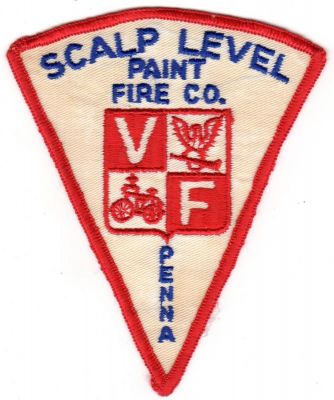 SCALP LEVEL
PAINT
FIRE CO.
V
F
PENNA